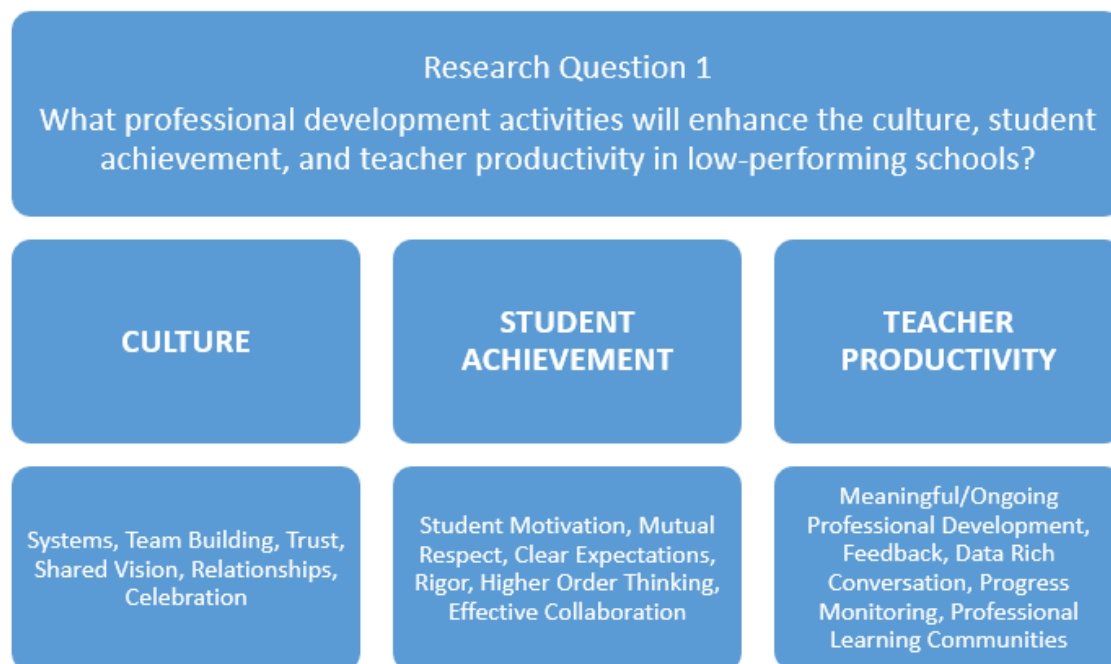 Research Question 1
What professional development activities will enhance the culture, student
achievement, and teacher productivity in low-performing schools?
CULTURE
STUDENT
ACHIEVEMENT
TEACHER
PRODUCTIVITY
Systems, Team Building, Trust,
Shared Vision, Relationships,
Celebration
Student Motivation, Mutual
Respect, Clear Expectations,
Rigor, Higher Order Thinking,
Effective Collaboration
Meaningful/Ongoing
Professional Development,
Feedback, Data Rich
Conversation, Progress
Monitoring, Professional
Learning Communities